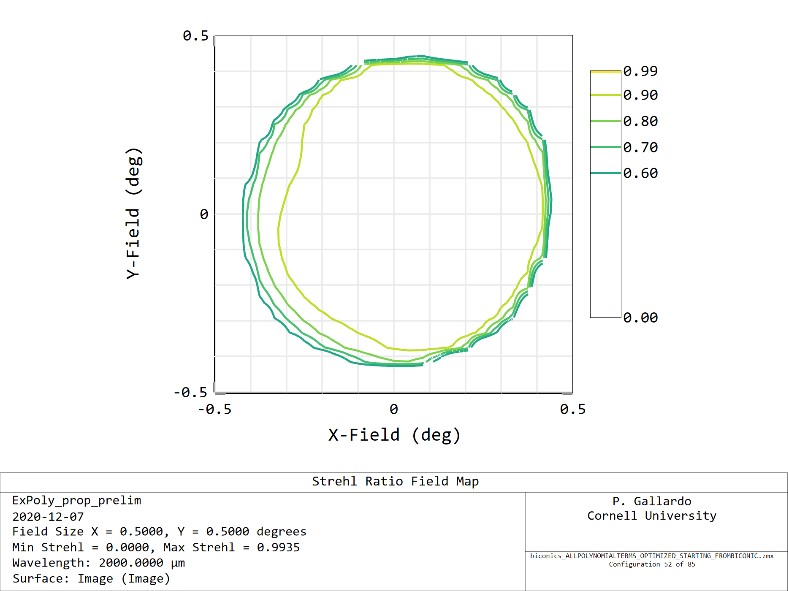 0.5
0
-0.5
Y-Field (deg)
-0.5
0
0.5
X-Field (deg)
0.99
0.90
0.80
0.70
0.60
0.00
Strehl Ratio Field Map
ExPoly_prop_prelim
2020-12-07
Field Size X = 0.5000, Y = 0.5000 degrees
Min Strehl = 0.0000, Max Strehl = 0.9935
Wavelength: 2000.0000 µm
Surface: Image (Image)
P. Gallardo
Cornell University
biconics_ALLPOLYNOMIALTERMS_OPTIMIZED_STARTING_FROMBICONIC.zmx
Configuration 52 of 85